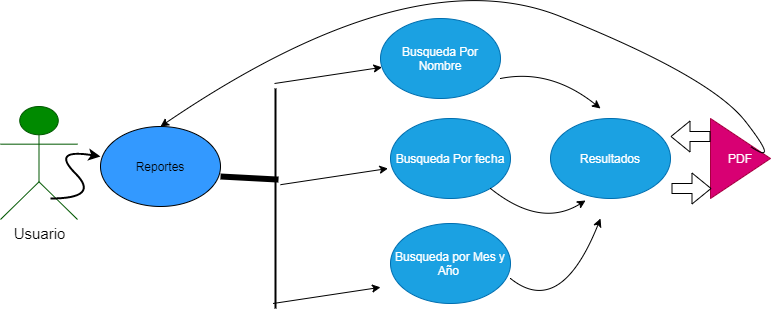 Busqueda Por
Nombre
Reportes
Busqueda Por fecha
Resultados
PDF
Usuario
Busqueda por Mes y
Año